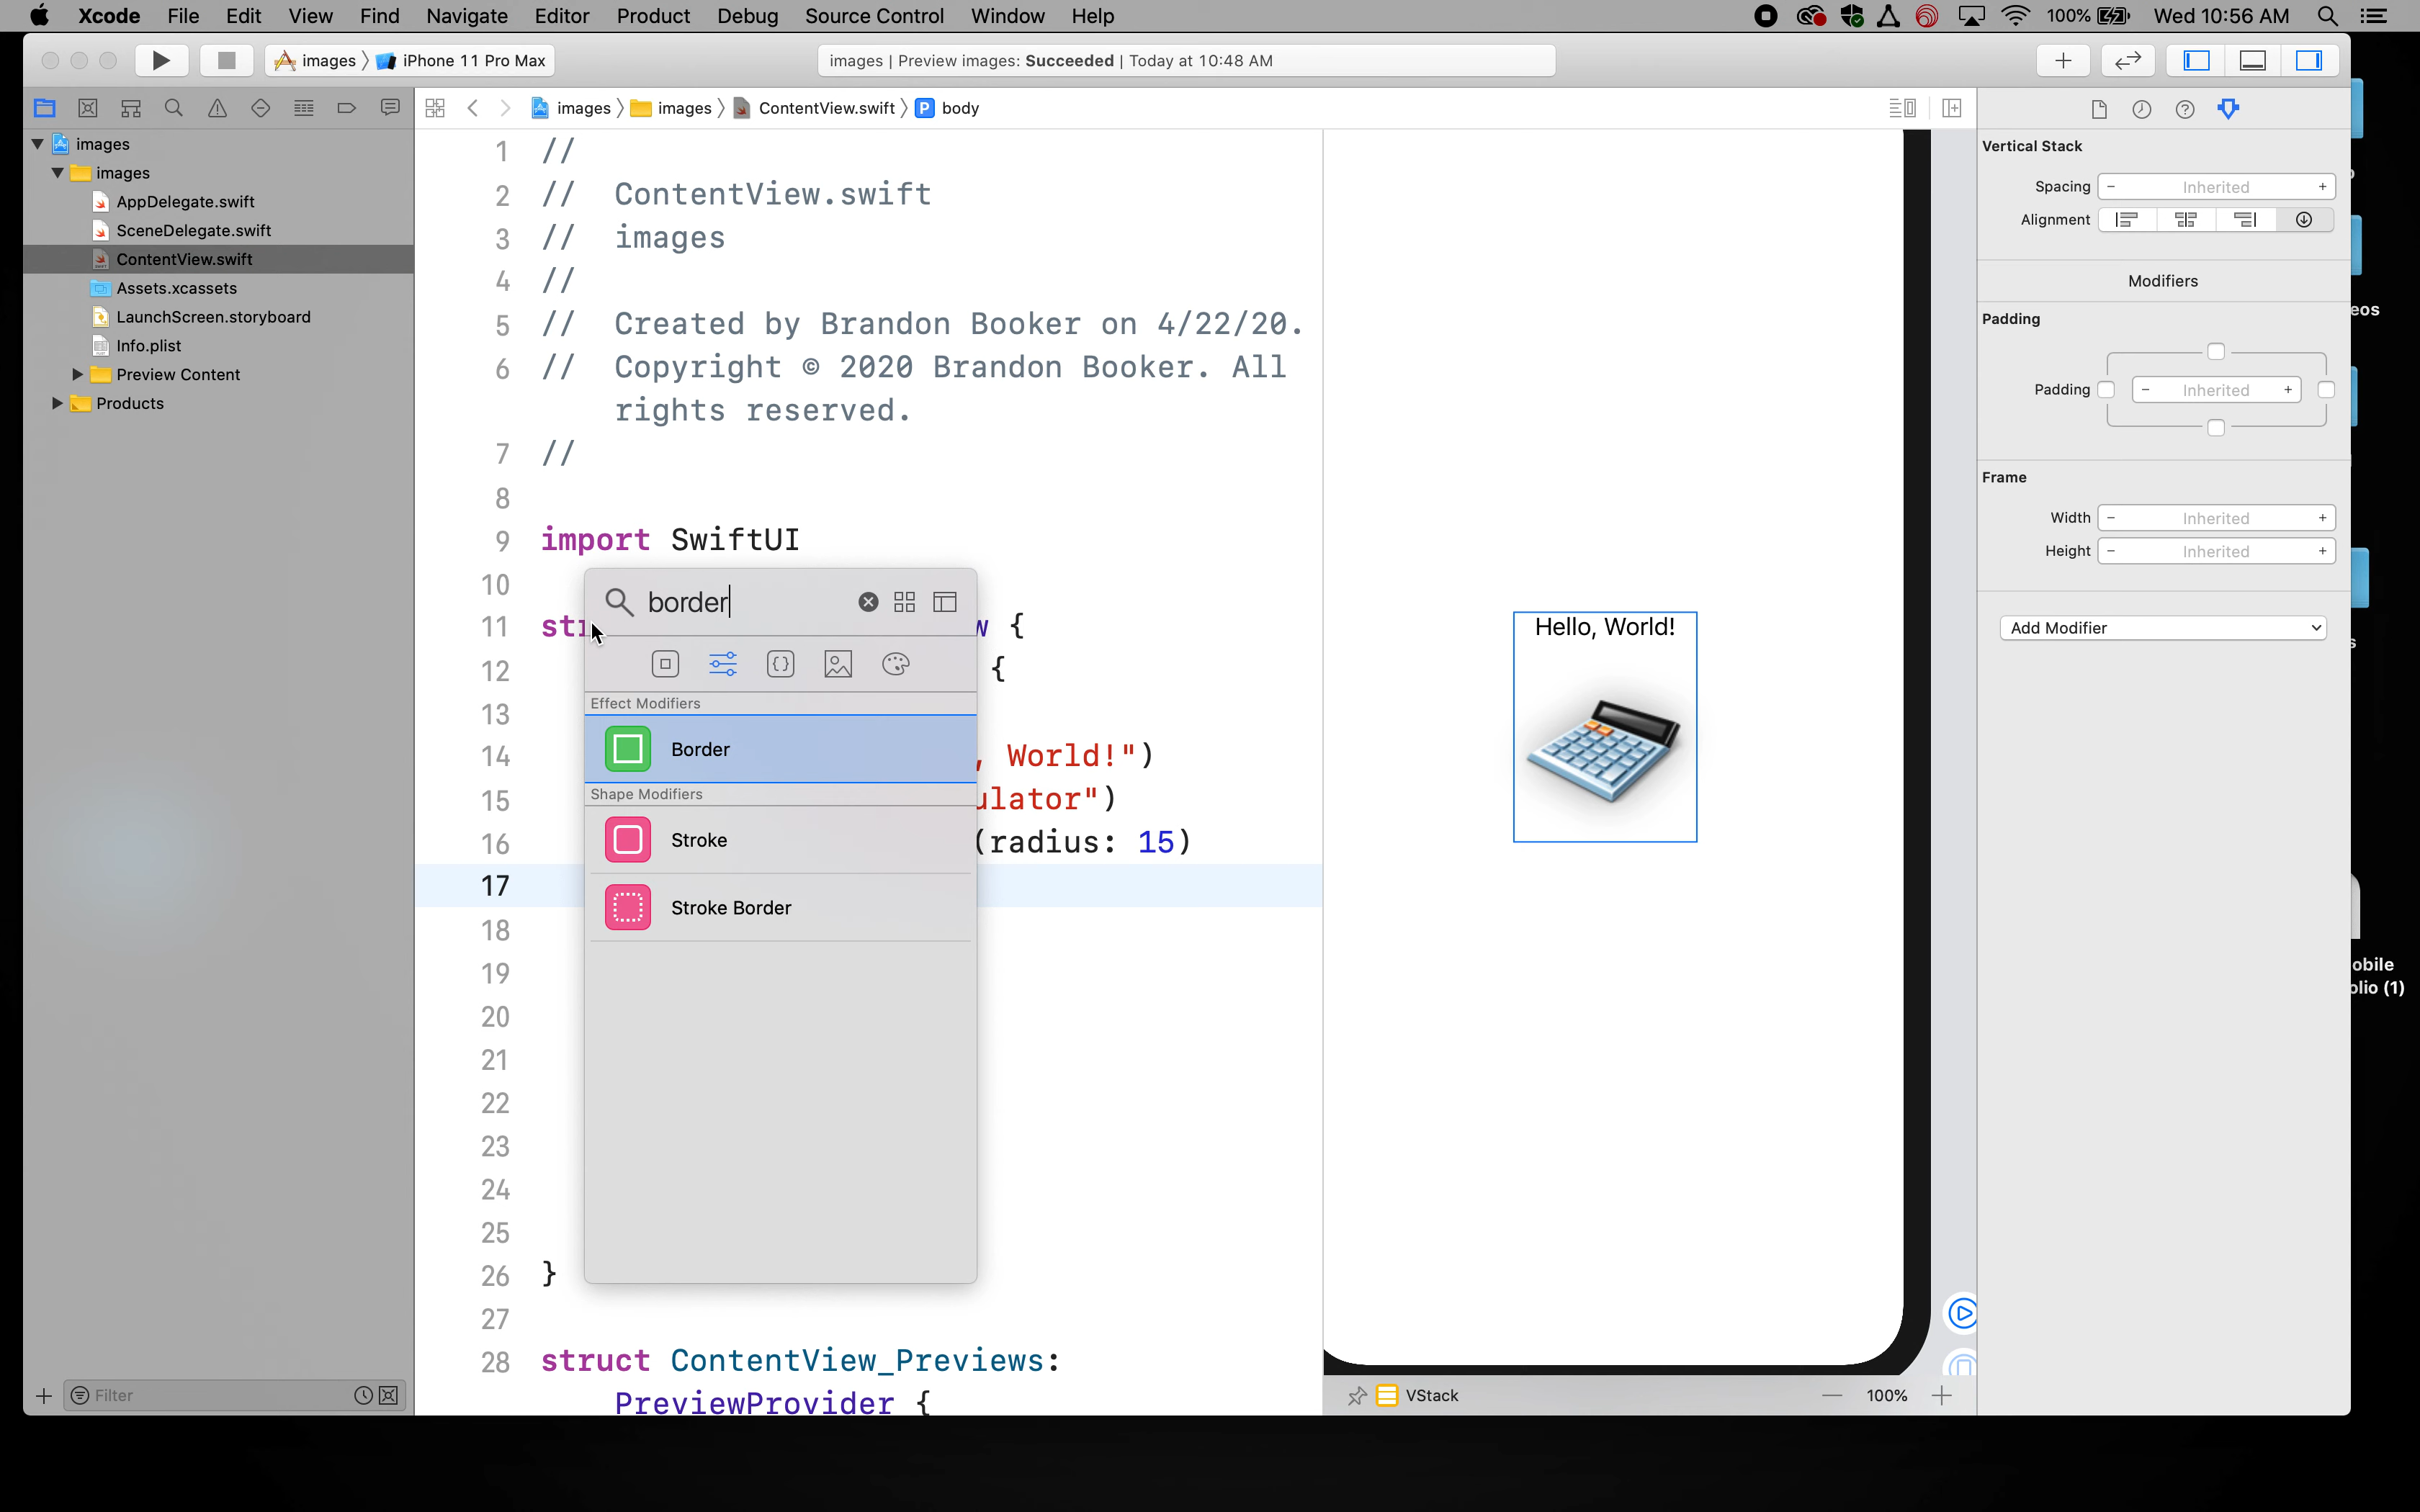 Xcode File Edit View Find Navigate Editor Product Debug Source Control Window Help 100% Wed 10:56 AM
images iPhone 11 Pro Max images | Preview images: Succeeded | Today at 10:48 AM
images images ContentView.swift P body
images
images
AppDelegate.swift
SceneDelegate.swift
ContentView.swift
Assets.xcassets
LaunchScreen.storyboard
Info.plist
Preview Content
Products
Filter
1 //
2 // ContentView.swift
3 // images
4 //
5 // Created by Brandon Booker on 4/22/20.
6 // Copyright © 2020 Brandon Booker. All
rights reserved.
7 //
8
9 import SwiftUI
10
11 str w {
12 {
13
14 , World!")
15 ulator")
16 (radius: 15)
17
18
19
20
21
22
23
24
25
26 }
27
28 struct ContentView_Previews:
PreviewProvider {
border
Effect Modifiers
Border
Shape Modifiers
Stroke
Stroke Border
Hello, World!
VStack 100%
Vertical Stack
Spacing - Inherited +
Alignment
Modifiers
Padding
Padding - Inherited +
Frame
Width - Inherited +
Height - Inherited +
Add Modifier
eos
s
obile
olio (1)